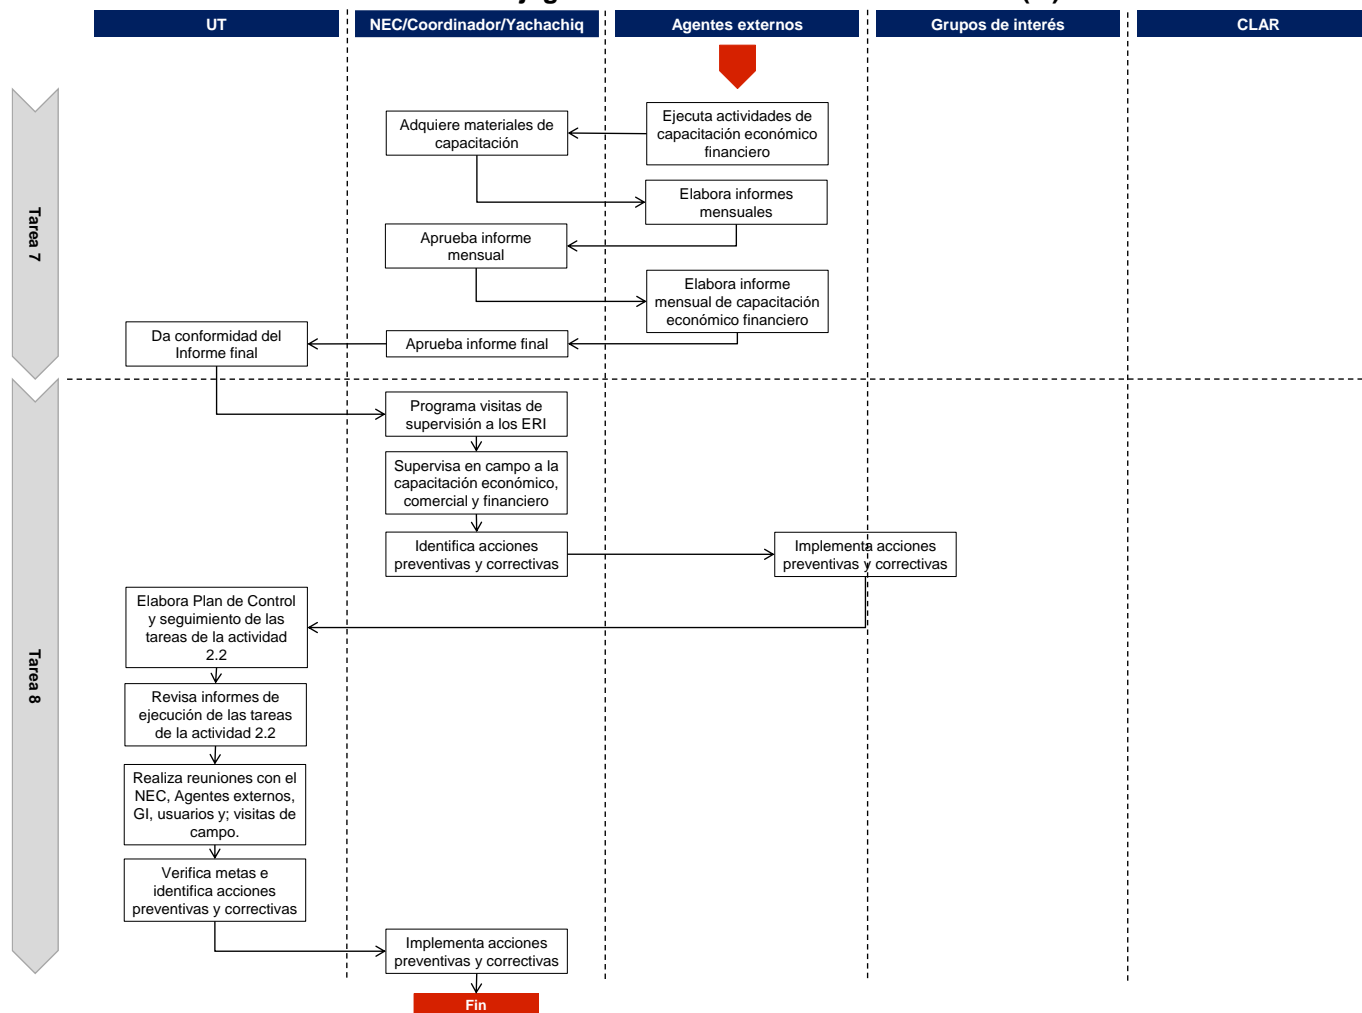 UT
NEC/Coordinador/Yachachiq
Agentes externos
Grupos de interés
CLAR
Tarea 7
Ejecuta actividades de
capacitación económico
financiero
Adquiere materiales de
capacitación
Elabora informes
mensuales
Aprueba informe
mensual
Elabora informe
mensual de capacitación
económico financiero
Aprueba informe final
Da conformidad del
Informe final
Tarea 8
Programa visitas de
supervisión a los ERI
Supervisa en campo a la
capacitación económico,
comercial y financiero
Identifica acciones
preventivas y correctivas
Implementa acciones
preventivas y correctivas
Elabora Plan de Control
y seguimiento de las
tareas de la actividad
2.2
Revisa informes de
ejecución de las tareas
de la actividad 2.2
Realiza reuniones con el
NEC, Agentes externos,
GI, usuarios y; visitas de
campo.
Verifica metas e
identifica acciones
preventivas y correctivas
Implementa acciones
preventivas y correctivas
Fin